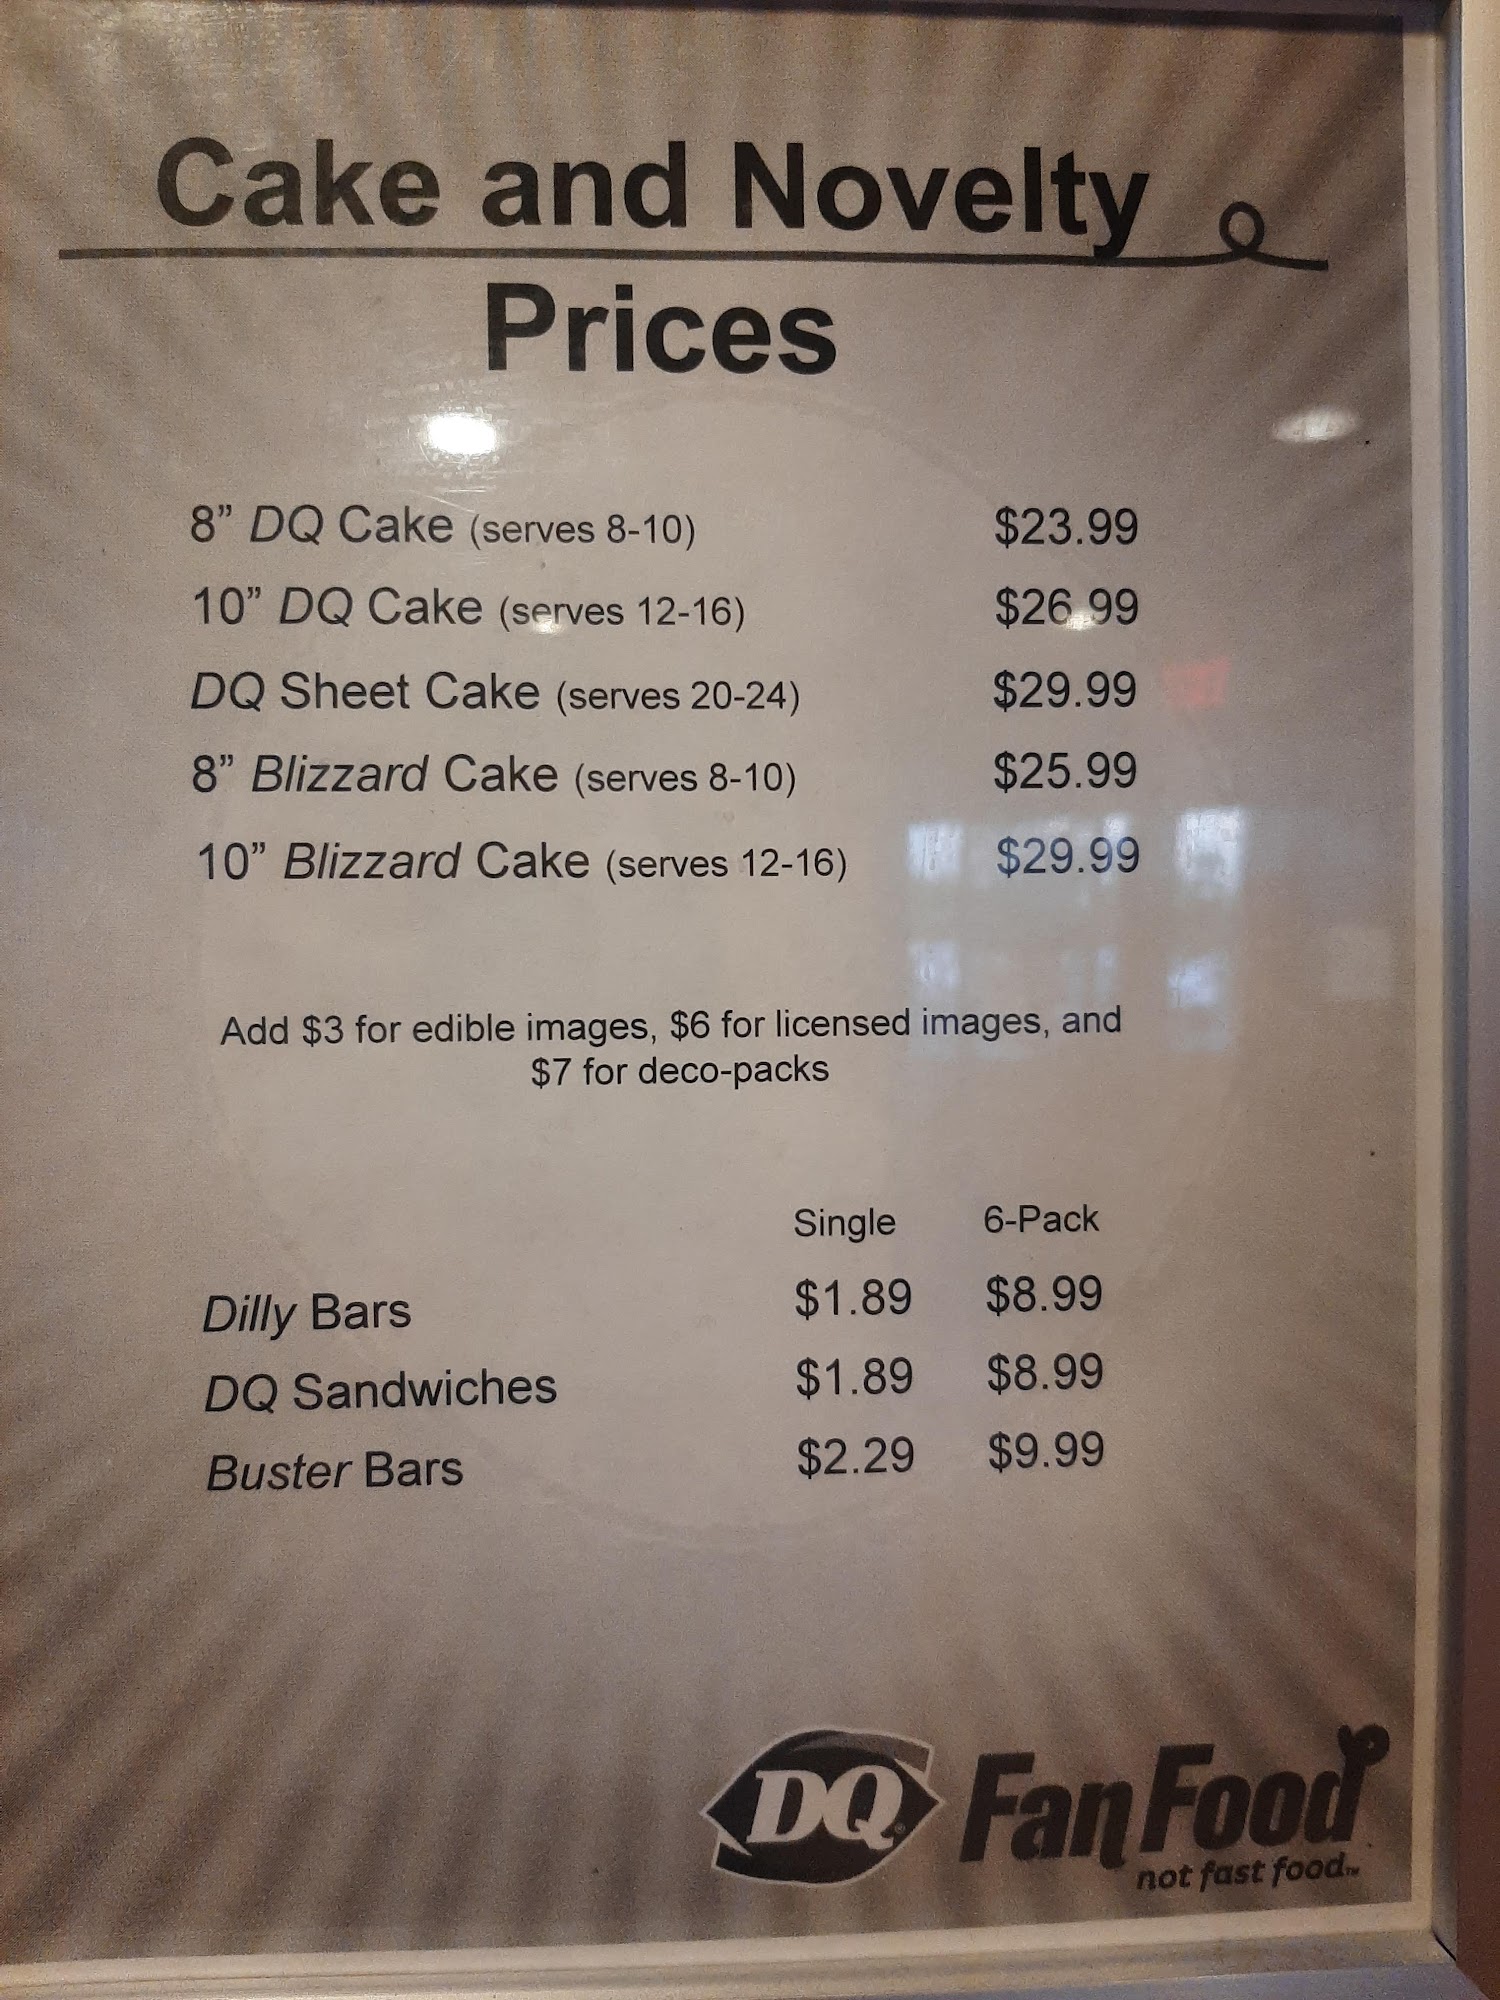 Cake and Novelty
Prices
8” DQ Cake (serves 8-10) $23.99
10” DQ Cake (serves 12-16) $26.99
DQ Sheet Cake (serves 20-24) $29.99
8” Blizzard Cake (serves 8-10) $25.99
10” Blizzard Cake (serves 12-16) $29.99
Add $3 for edible images, $6 for licensed images, and
$7 for deco-packs
Single 6-Pack
Dilly Bars $1.89 $8.99
DQ Sandwiches $1.89 $8.99
Buster Bars $2.29 $9.99
DQ® Fan Food
not fast food™